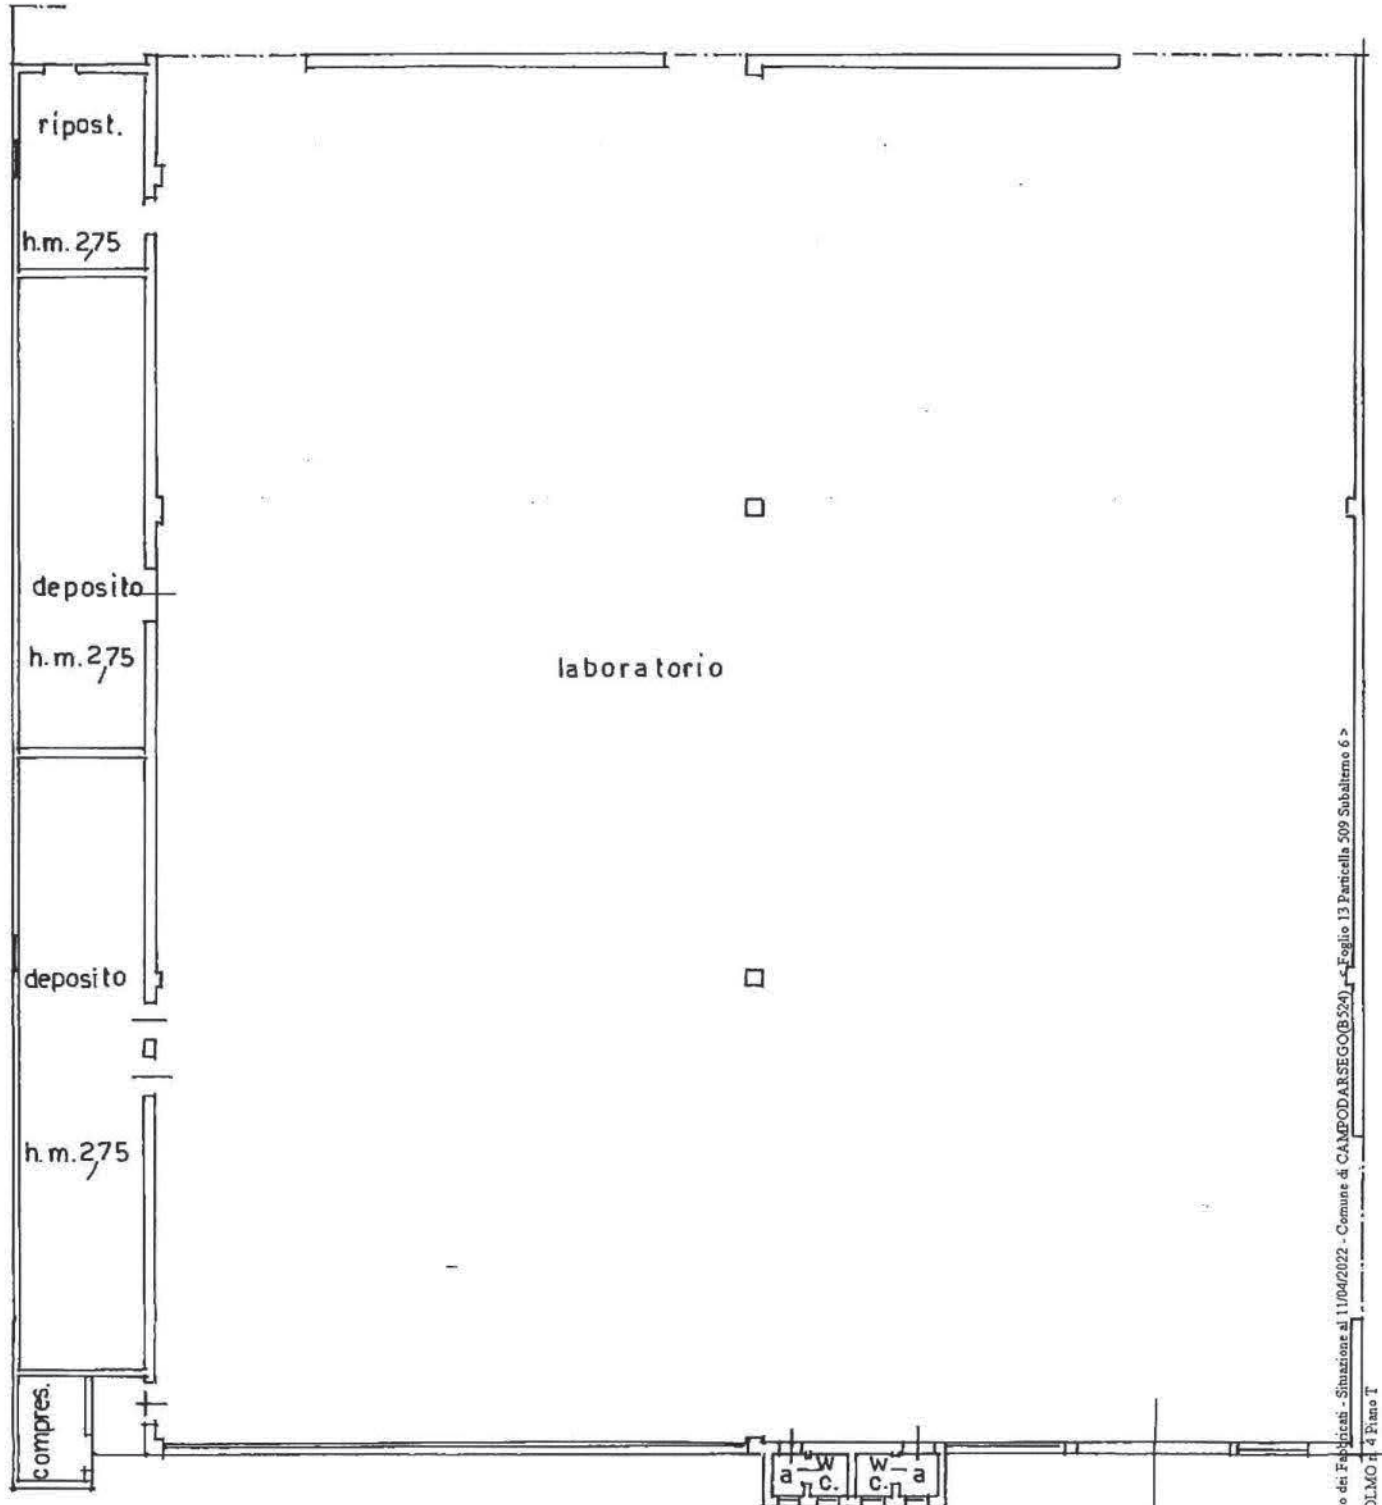 ripost.
h.m. 2,75
deposito
h.m. 2,75
laboratorio
deposito
h.m. 2,75
compres.
a
w
c.
w
c.
a
o dei Fabbricati - Situazione al 11/04/2022 - Comune di CAMPODARSEGO(B524) - < Foglio 13 Particella 509 Subalterno 6 >
OLMO n. 4 Piano T